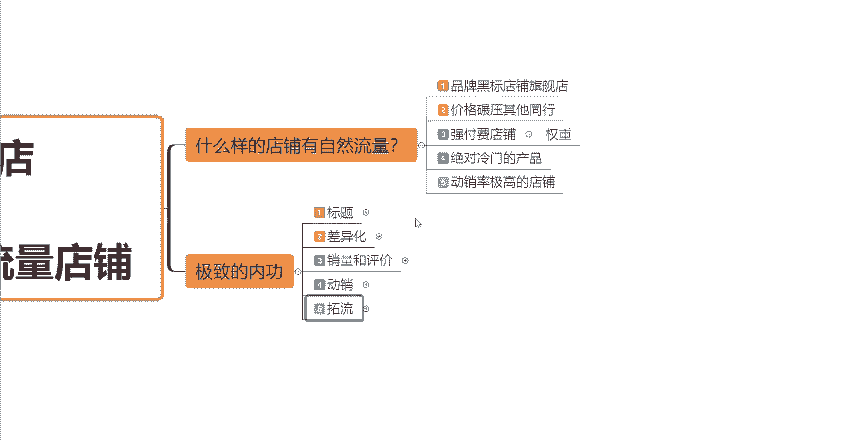 店
流量店铺
什么样的店铺有自然流量？
1 品牌黑标店铺旗舰店
2 价格碾压其他同行
3 强付费店铺 权重
4 绝对冷门的产品
5 动销率极高的店铺
极致的内功
1 标题
2 差异化
3 销量和评价
4 动销
5 拓流